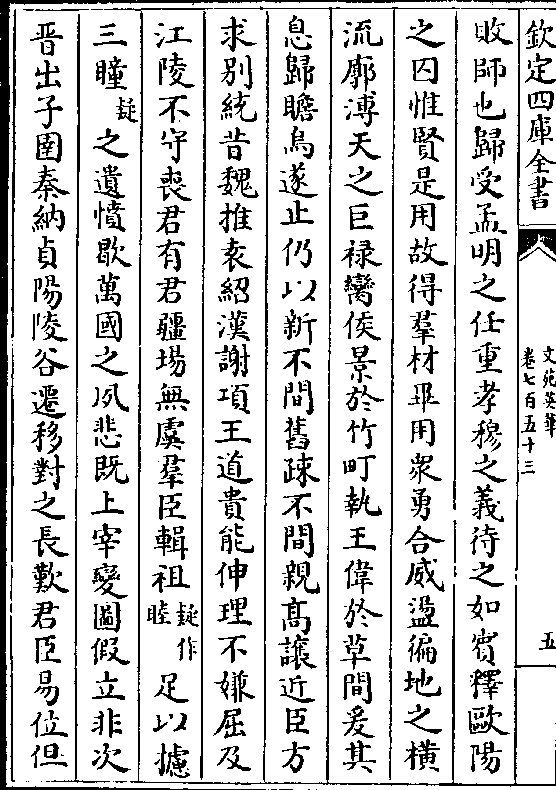 欽定四庫全書
文苑英華
卷七百五十三
五
敗師也歸受孟明之任重孝穆之義待之如賓釋歐陽
之囚惟賢是用故得羣材畢用衆勇合威盪徧地之横
流廓溥天之巨祲臠侯景於竹町執王偉於草間爰其
息歸瞻烏遂止仍以新不間舊疎不間親髙讓近臣方
求别統昔魏推袁紹漢謝項王道貴能伸理不嫌屈及
江陵不守喪君有君疆埸無虞羣臣輯祖疑作睦足以攄
三瞳疑之遺憤歇萬國之夙悲既上宰變圖假立非次
晋出子圉秦納貞陽陵谷遷移對之長歎君臣易位但